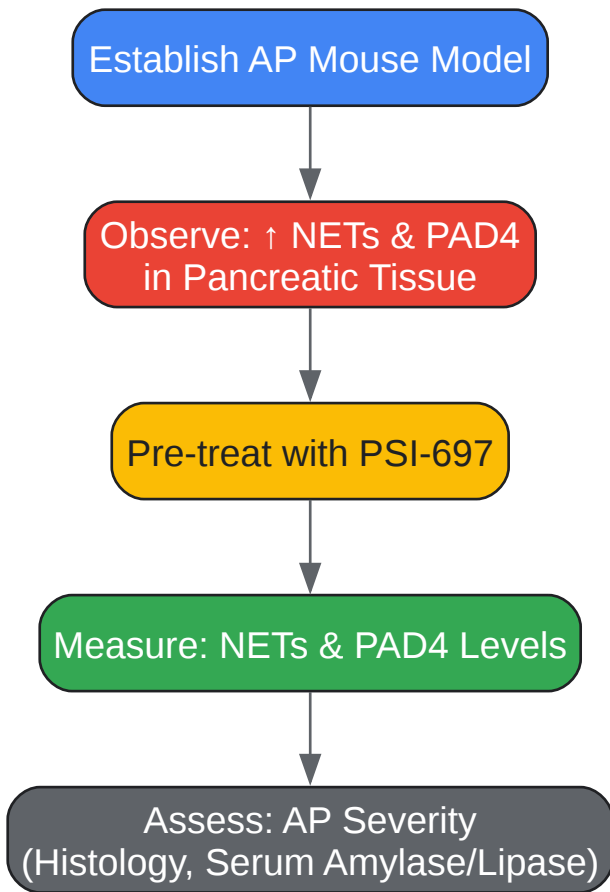 Establish AP Mouse Model
Observe: ↑ NETs & PAD4
in Pancreatic Tissue
Pre-treat with PSI-697
Measure: NETs & PAD4 Levels
Assess: AP Severity
(Histology, Serum Amylase/Lipase)